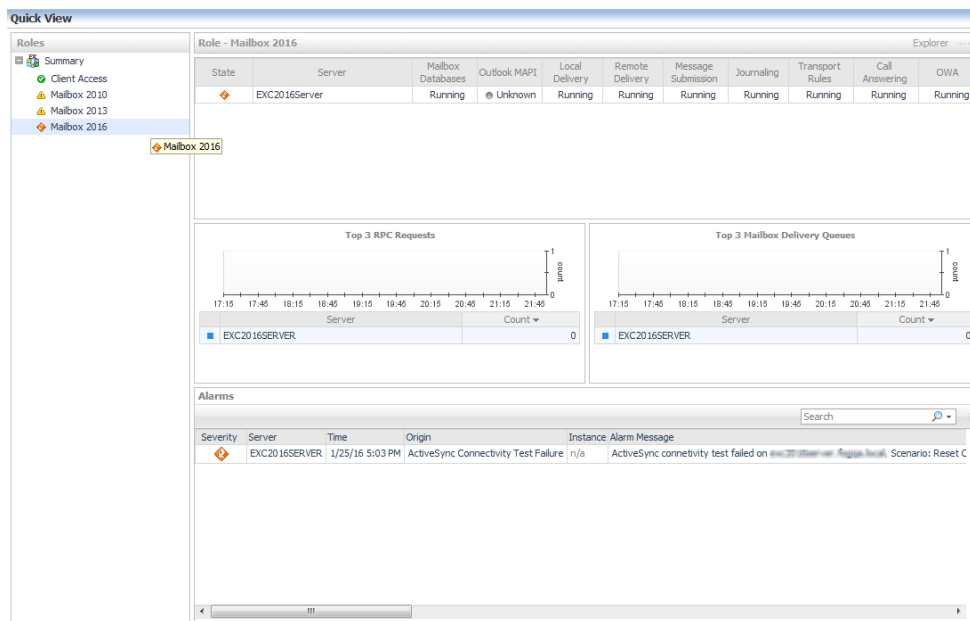 Quick View
Roles
Summary
Client Access
Mailbox 2010
Mailbox 2013
Mailbox 2016
Mailbox 2016
Role - Mailbox 2016 Explorer
State Server Mailbox Databases Outlook MAPI Local Delivery Remote Delivery Message Submission Journaling Transport Rules Call Answering OWA
EXC2016Server Running Unknown Running Running Running Running Running Running Running
Top 3 RPC Requests
1
count
0
17:15 17:45 18:15 18:45 19:15 19:45 20:15 20:45 21:15 21:45
Server Count
EXC2016SERVER 0
Top 3 Mailbox Delivery Queues
1
count
0
17:15 17:45 18:15 18:45 19:15 19:45 20:15 20:45 21:15 21:45
Server Count
EXC2016SERVER 0
Alarms
Search
Severity Server Time Origin Instance Alarm Message
EXC2016SERVER 1/25/16 5:03 PM ActiveSync Connectivity Test Failure n/a ActiveSync connetivity test failed on Scenario: Reset C